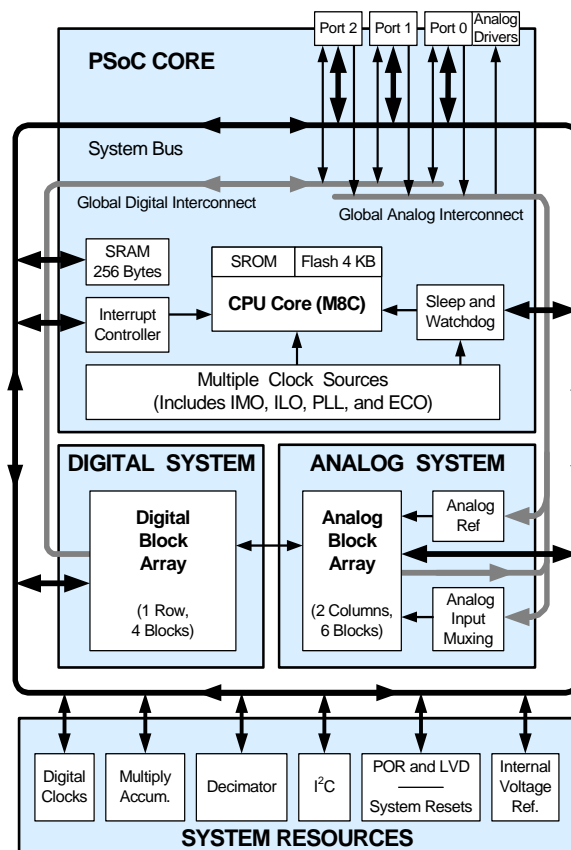 Port 2
Port 1
Port 0
Analog
Drivers
PSoC CORE
System Bus
Global Digital Interconnect
Global Analog Interconnect
SRAM
256 Bytes
SROM
Flash 4 KB
CPU Core (M8C)
Interrupt
Controller
Sleep and
Watchdog
Multiple Clock Sources
(Includes IMO, ILO, PLL, and ECO)
DIGITAL SYSTEM
Digital
Block
Array
(1 Row,
4 Blocks)
ANALOG SYSTEM
Analog
Block
Array
(2 Columns,
6 Blocks)
Analog
Ref
Analog
Input
Muxing
Digital
Clocks
Multiply
Accum.
Decimator
I²C
POR and LVD
System Resets
Internal
Voltage
Ref.
SYSTEM RESOURCES